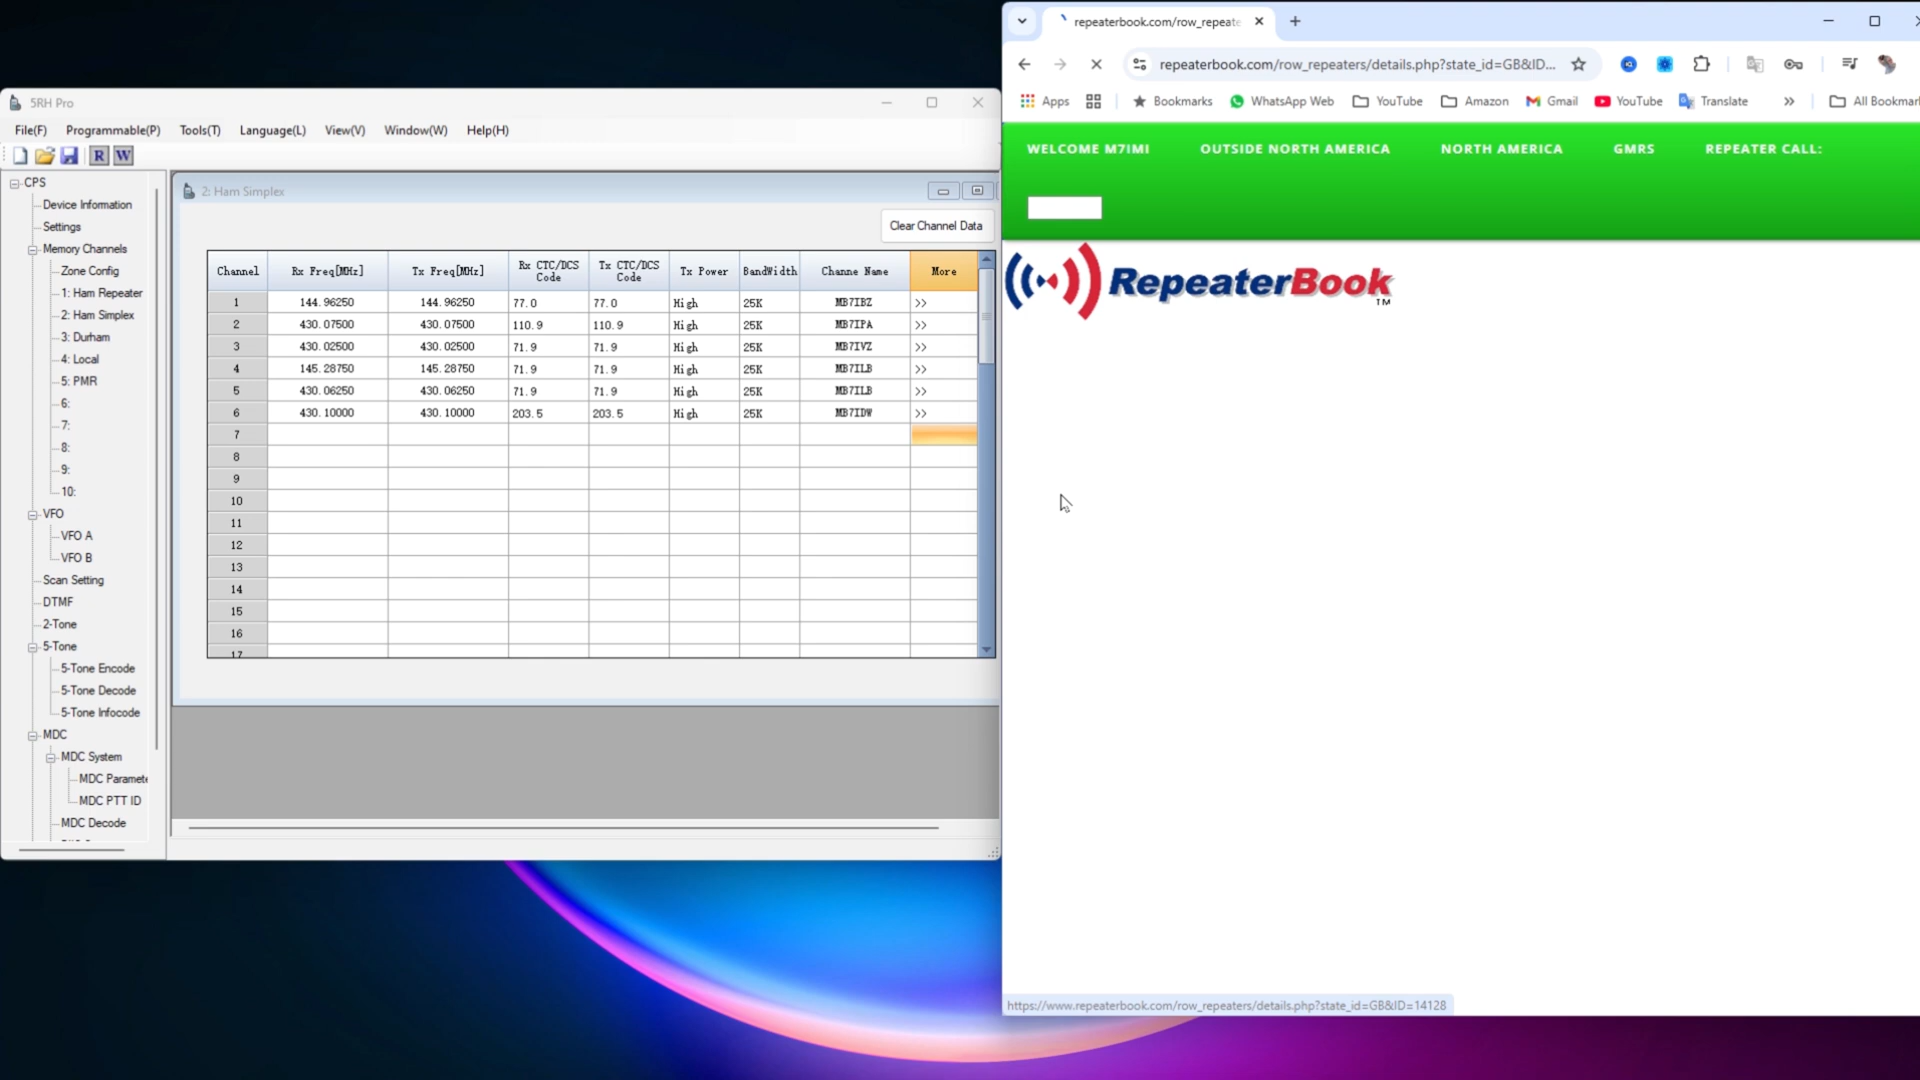 5RH Pro
File(F) Programmable(P) Tools(T) Language(L) View(V) Window(W) Help(H)
R W
CPS
Device Information
Settings
Memory Channels
Zone Config
1: Ham Repeater
2: Ham Simplex
3: Durham
4: Local
5: PMR
6:
7:
8:
9:
10:
VFO
VFO A
VFO B
Scan Setting
DTMF
2-Tone
5-Tone
5-Tone Encode
5-Tone Decode
5-Tone Infocode
MDC
MDC System
MDC Paramete
MDC PTT ID
MDC Decode
2: Ham Simplex
Clear Channel Data
Channel Rx Freq[MHz] Tx Freq[MHz] Rx CTC/DCS Code Tx CTC/DCS Code Tx Power BandWidth Channe Name More
1 144.96250 144.96250 77.0 77.0 High 25K MB7IBZ >>
2 430.07500 430.07500 110.9 110.9 High 25K MB7IPA >>
3 430.02500 430.02500 71.9 71.9 High 25K MB7IVZ >>
4 145.28750 145.28750 71.9 71.9 High 25K MB7ILB >>
5 430.06250 430.06250 71.9 71.9 High 25K MB7ILB >>
6 430.10000 430.10000 203.5 203.5 High 25K MB7IDW >>
7
8
9
10
11
12
13
14
15
16
17
repeaterbook.com/row_repeate
repeaterbook.com/row_repeaters/details.php?state_id=GB&ID...
Apps Bookmarks WhatsApp Web YouTube Amazon Gmail YouTube Translate » All Bookmar
WELCOME M7IMI OUTSIDE NORTH AMERICA NORTH AMERICA GMRS REPEATER CALL:
RepeaterBook TM
https://www.repeaterbook.com/row_repeaters/details.php?state_id=GB&ID=14128